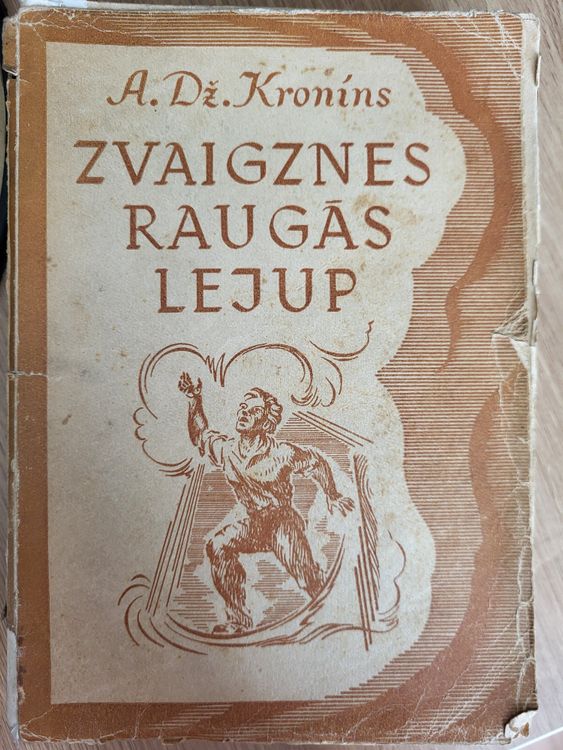 A. Dž. Kronins
ZVAIGZNES
RAUGĀS
LEJUP